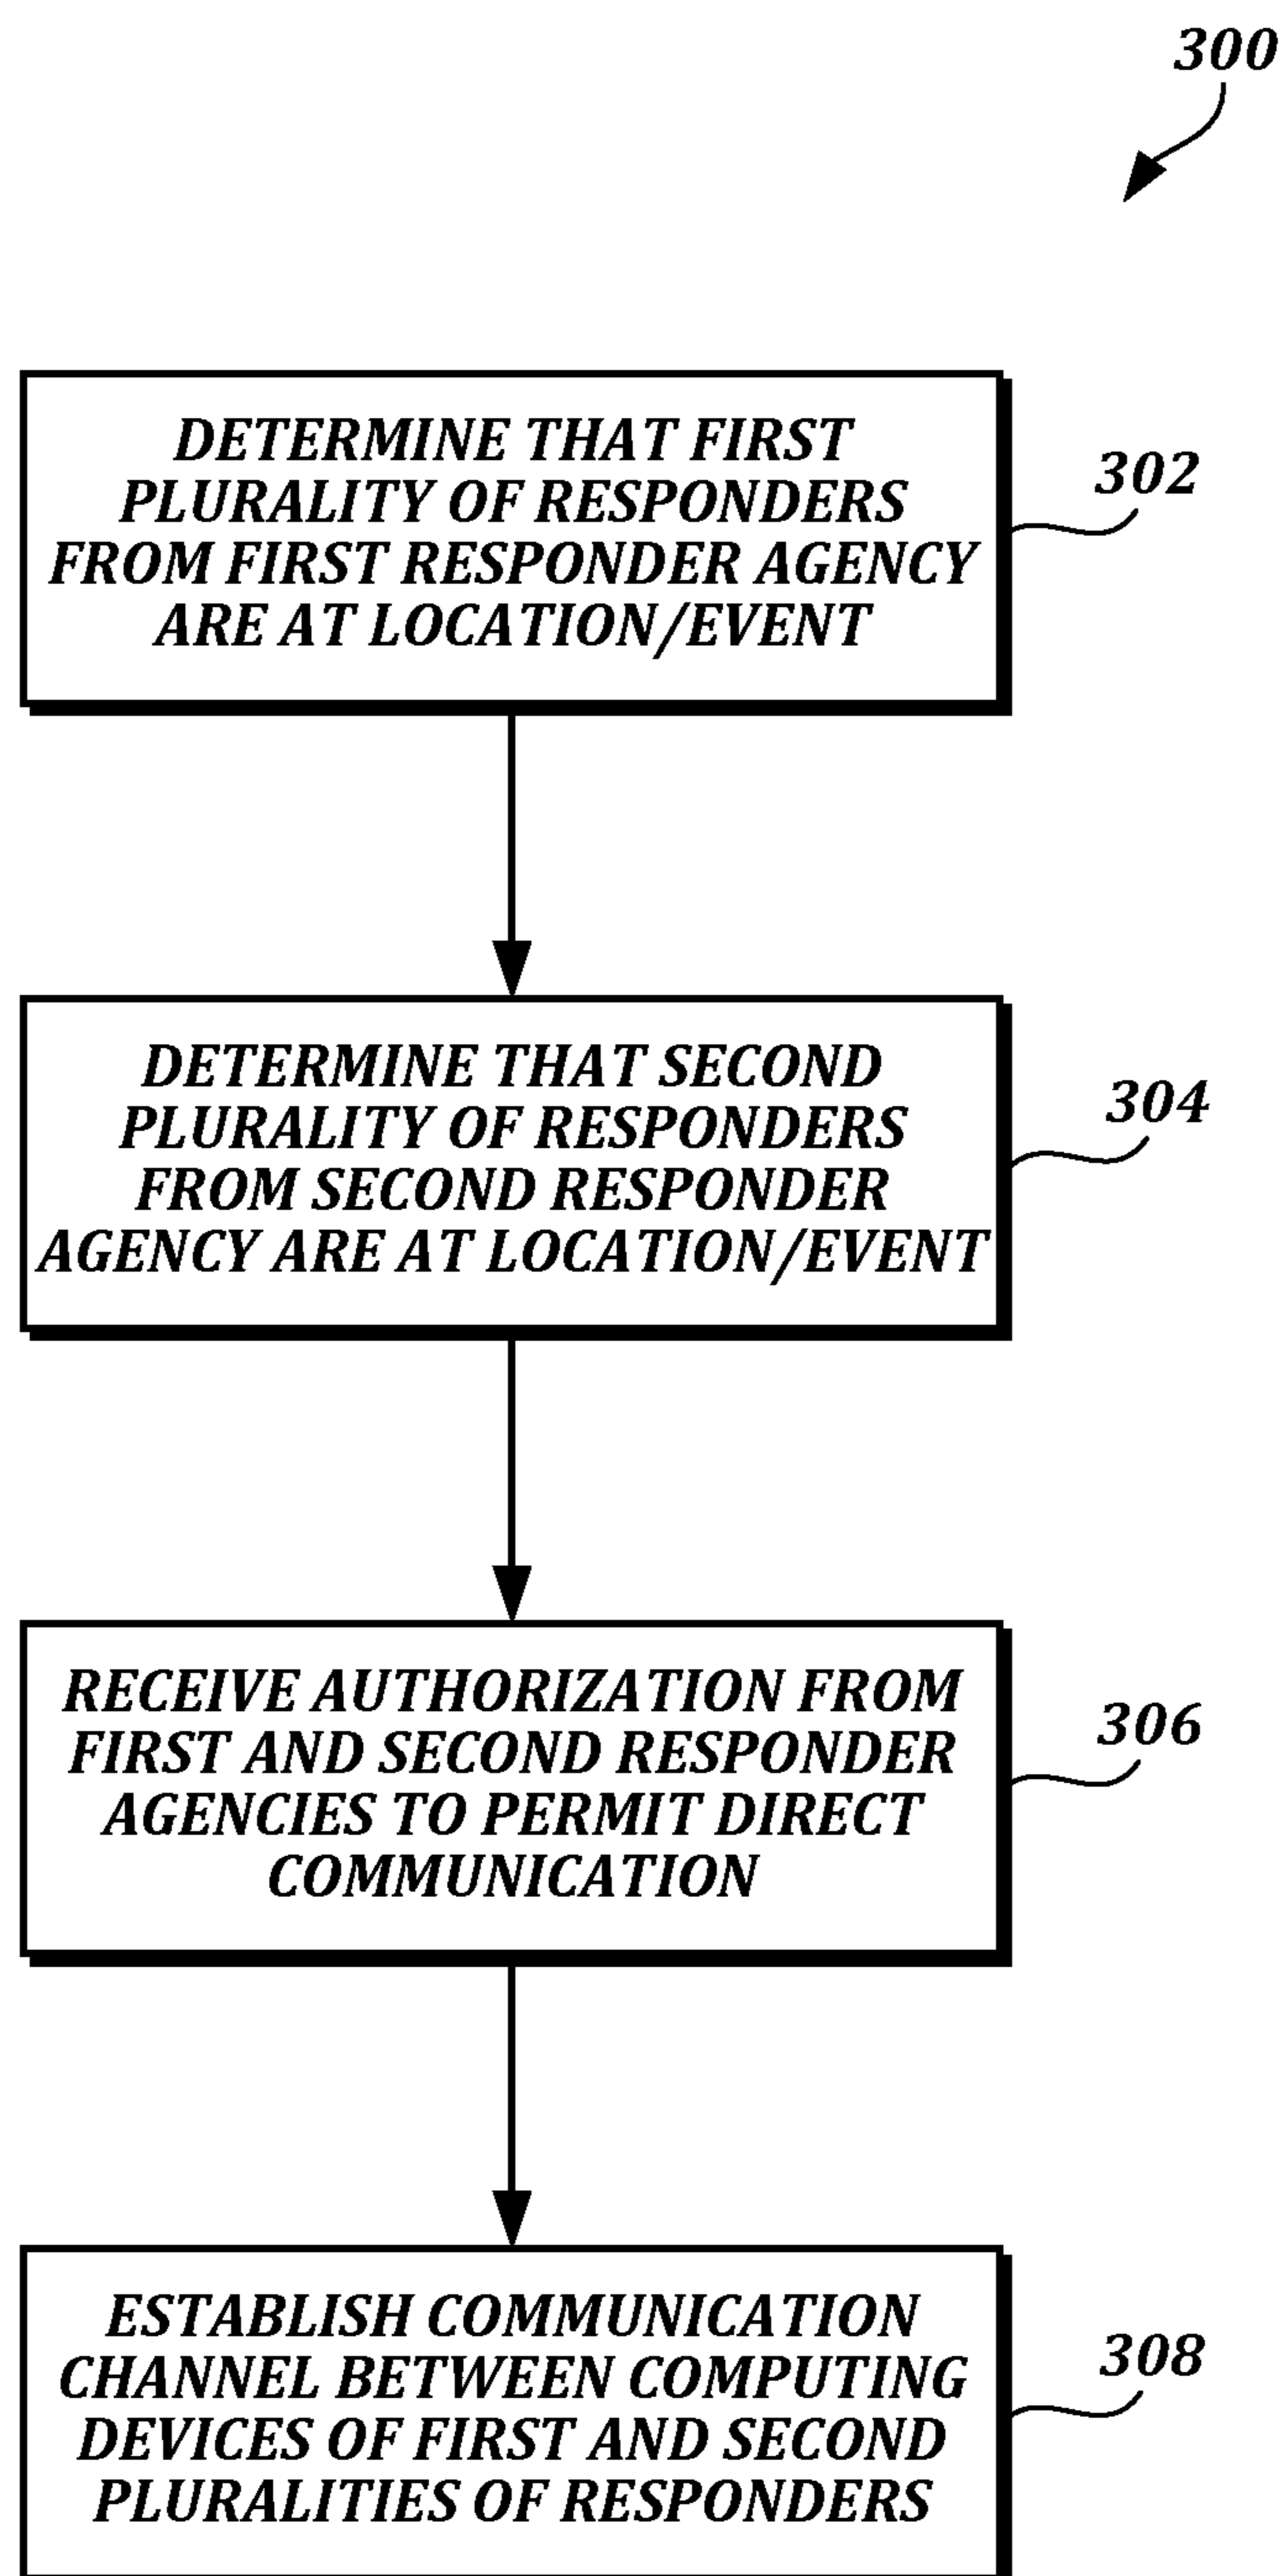 300
DETERMINE THAT FIRST
PLURALITY OF RESPONDERS
FROM FIRST RESPONDER AGENCY
ARE AT LOCATION/EVENT
302
DETERMINE THAT SECOND
PLURALITY OF RESPONDERS
FROM SECOND RESPONDER
AGENCY ARE AT LOCATION/EVENT
304
RECEIVE AUTHORIZATION FROM
FIRST AND SECOND RESPONDER
AGENCIES TO PERMIT DIRECT
COMMUNICATION
306
ESTABLISH COMMUNICATION
CHANNEL BETWEEN COMPUTING
DEVICES OF FIRST AND SECOND
PLURALITIES OF RESPONDERS
308